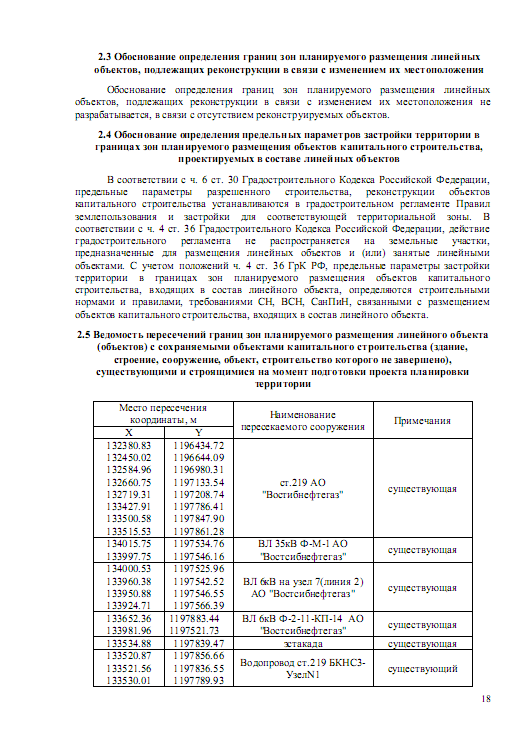 2.3 Обоснование определения границ зон планируемого размещения линейных
объектов, подлежащих реконструкции в связи с изменением их местоположения
Обоснование определения границ зон планируемого размещения линейных
объектов, подлежащих реконструкции в связи с изменением их местоположения не
разрабатывается, в связи с отсутствием реконструируемых объектов.
2.4 Обоснование определения предельных параметров застройки территории в
границах зон планируемого размещения объектов капитального строительства,
проектируемых в составе линейных объектов
В соответствии с ч. 6 ст. 30 Градостроительного Кодекса Российской Федерации,
предельные параметры разрешенного строительства, реконструкции объектов
капитального строительства устанавливаются в градостроительном регламенте Правил
землепользования и застройки для соответствующей территориальной зоны. В
соответствии с ч. 4 ст. 36 Градостроительного Кодекса Российской Федерации, действие
градостроительного регламента не распространяется на земельные участки,
предназначенные для размещения линейных объектов и (или) занятые линейными
объектами. С учетом положений ч. 4 ст. 36 ГрК РФ, предельные параметры застройки
территории в границах зон планируемого размещения объектов капитального
строительства, входящих в состав линейного объекта, определяются строительными
нормами и правилами, требованиями СН, ВСН, СанПиН, связанными с размещением
объектов капитального строительства, входящих в состав линейного объекта.
2.5 Ведомость пересечений границ зон планируемого размещения линейного объекта
(объектов) с сохраняемыми объектами капитального строительства (здание,
строение, сооружение, объект, строительство которого не завершено),
существующими и строящимися на момент подготовки проекта планировки
территории
Место пересечения
координаты, м
Наименование
пересекаемого сооружения
Примечания
X Y
132380.83 1196434.72
132450.02 1196644.09
132584.96 1196980.31
132660.75 1197133.54
132719.31 1197208.74
133427.91 1197786.41
133500.58 1197847.90
133515.53 1197861.28
ст.219 АО
"Востибнефтегаз"
существующая
134015.75 1197534.76
133997.75 1197546.16
ВЛ 35кВ Ф-М-1 АО
"Востсибнефтегаз"
существующая
134000.53 1197525.96
133960.38 1197542.52
133950.88 1197546.55
133924.71 1197566.39
ВЛ 6кВ на узел 7(линия 2)
АО "Востсибнефтегаз"
существующая
133652.36 1197883.44
133981.96 1197521.73
ВЛ 6кВ Ф-2-11-КП-14 АО
"Востсибнефтегаз"
существующая
133534.88 1197839.47 эстакада существующая
133520.87 1197856.66
133521.56 1197836.55
133530.01 1197789.93
Водопровод ст.219 БКНС3-
УзелN1
существующий
18